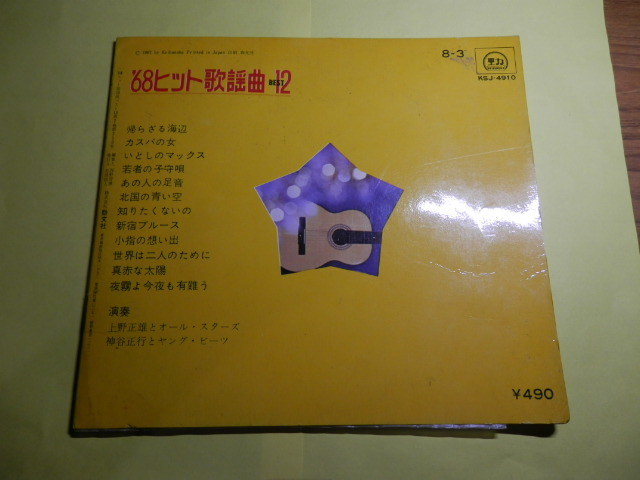 8-3
KSJ-4910
'68ヒット歌謡曲BEST12
帰らざる海辺
カスバの女
いとしのマックス
若者の子守唄
あの人の足音
北国の青い空
知りたくないの
新宿ブルース
小指の想い出
世界は二人のために
真赤な太陽
夜霧よ今夜も有難う
演奏
上野正雄とオール・スターズ
神谷正行とヤング・ビーツ
¥490